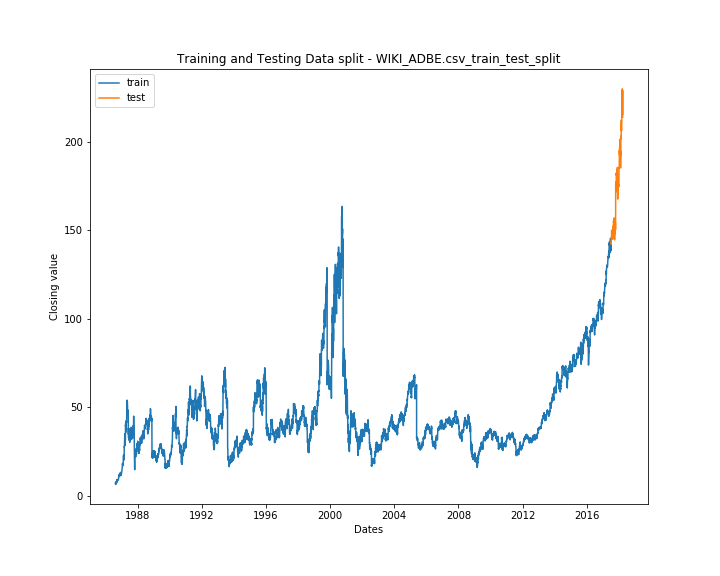 Training and Testing Data split - WIKI_ADBE.csv_train_test_split
train
test
200
150
100
50
0
Closing value
1988 1992 1996 2000 2004 2008 2012 2016
Dates